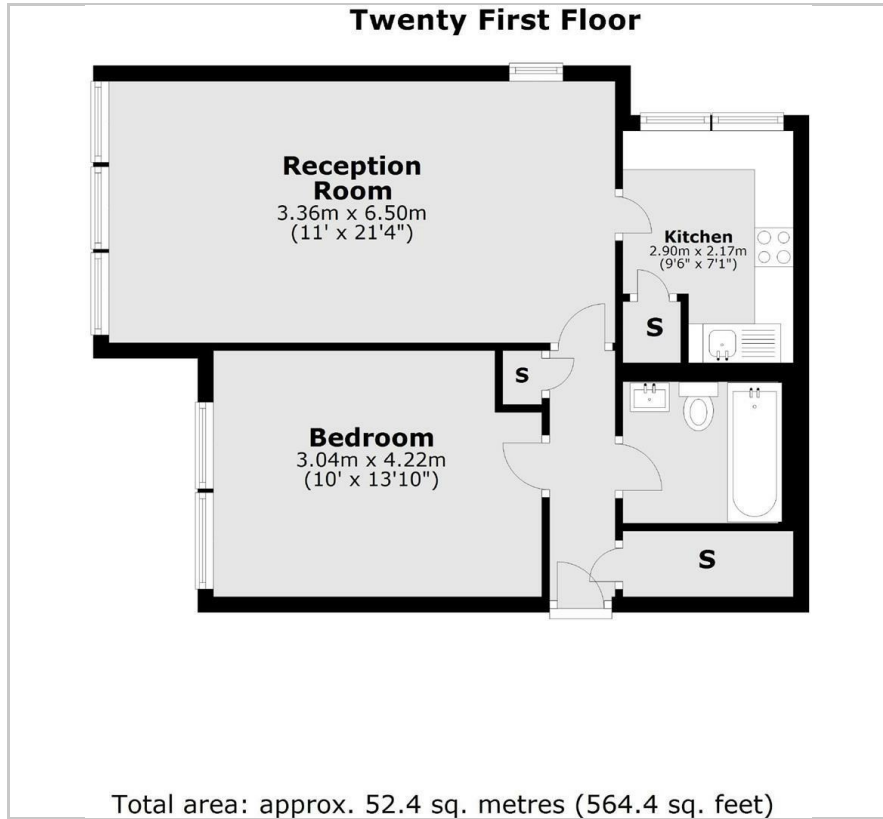 Twenty First Floor
Reception
Room
3.36m x 6.50m
(11' x 21'4")
Kitchen
2.90m x 2.17m
(9'6" x 7'1")
S
S
Bedroom
3.04m x 4.22m
(10' x 13'10")
S
Total area: approx. 52.4 sq. metres (564.4 sq. feet)